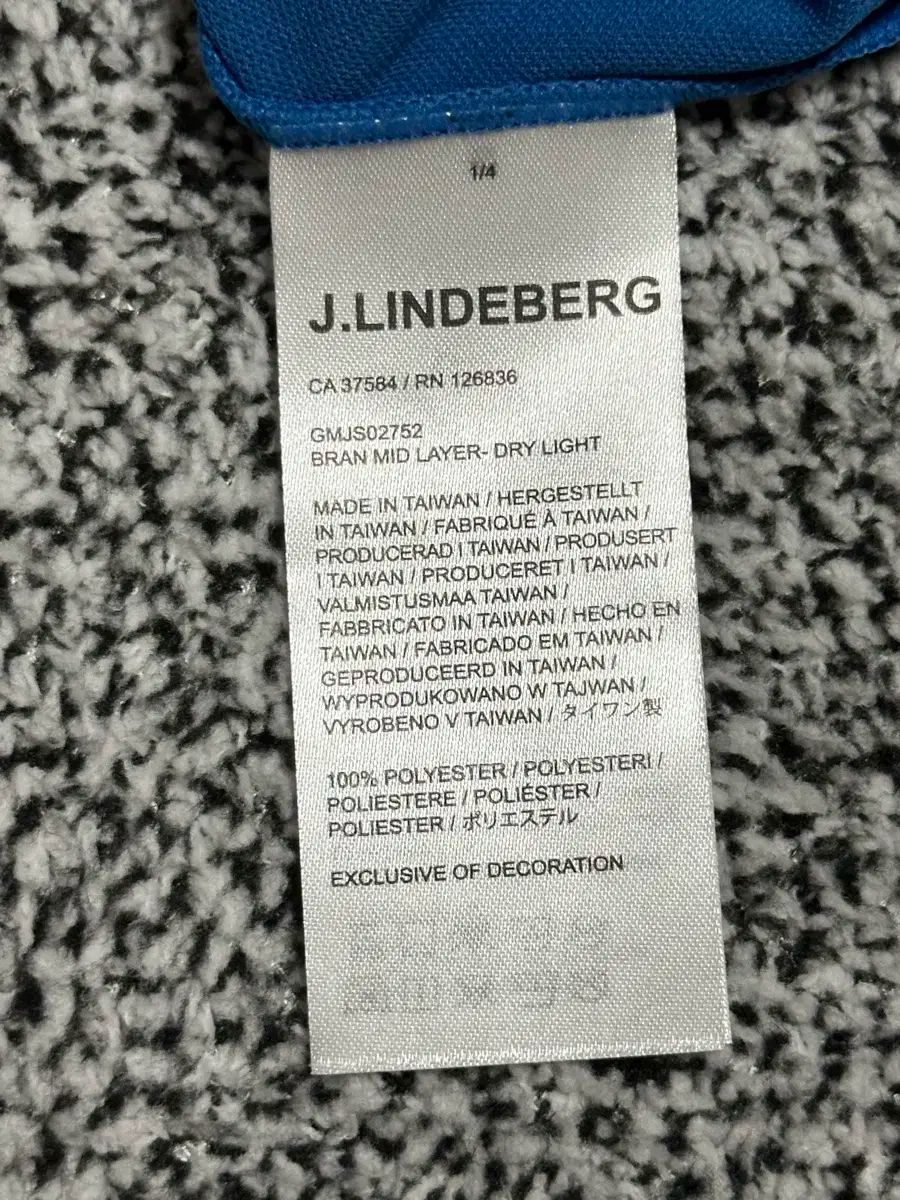 1/4
J.LINDEBERG
CA 37584 / RN 126836
GMJS02752
BRAN MID LAYER- DRY LIGHT
MADE IN TAIWAN / HERGESTELLT
IN TAIWAN / FABRIQUÉ À TAIWAN /
PRODUCERAD I TAIWAN / PRODUSERT
I TAIWAN / PRODUCERET I TAIWAN /
VALMISTUSMAA TAIWAN /
FABBRICATO IN TAIWAN / HECHO EN
TAIWAN / FABRICADO EM TAIWAN /
GEPRODUCEERD IN TAIWAN /
WYPRODUKOWANO W TAJWAN /
VYROBENO V TAIWAN / タイワン製
100% POLYESTER / POLYESTERI /
POLIESTERE / POLIÉSTER /
POLIESTER / ポリエステル
EXCLUSIVE OF DECORATION